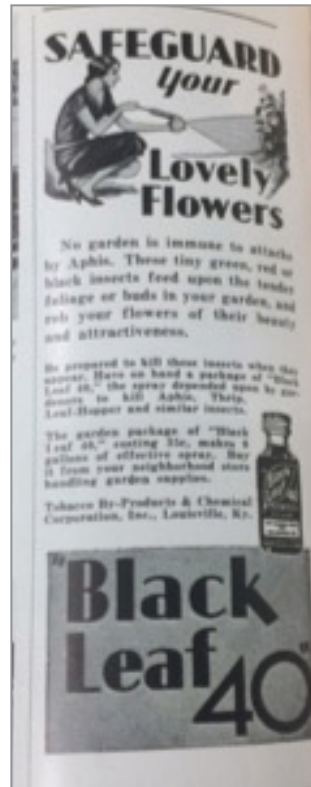 SAFEGUARD
your
Lovely
Flowers
No garden is immune to attacks
by Aphis. These tiny green, red or
black insects feed upon the tender
foliage or buds in your garden, and
rob your flowers of their beauty
and attractiveness.
Be prepared to kill these insects when they
appear. Have on hand a package of "Black
Leaf 40," the spray depended upon by gar-
deners to kill Aphis, Thrip,
Leaf-Hopper and similar insects.
The garden package of "Black
Leaf 40," costing 35c, makes 6
gallons of effective spray. Buy
it from your neighborhood store
handling garden supplies.
Tobacco By-Products & Chemical
Corporation, Inc., Louisville, Ky.
"Black
Leaf 40"